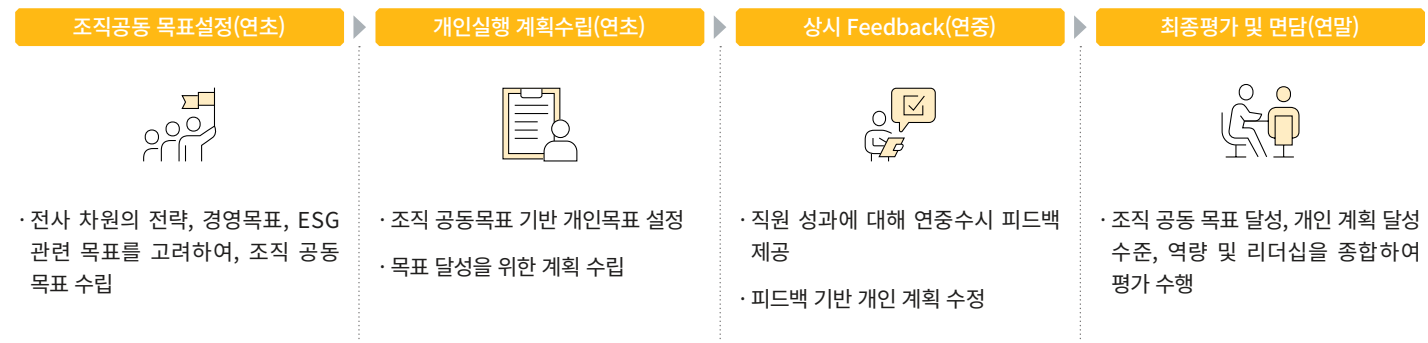 조직공동 목표설정(연초)
개인실행 계획수립(연초)
상시 Feedback(연중)
최종평가 및 면담(연말)
· 전사 차원의 전략, 경영목표, ESG
관련 목표를 고려하여, 조직 공동
목표 수립
· 조직 공동목표 기반 개인목표 설정
· 목표 달성을 위한 계획 수립
· 직원 성과에 대해 연중수시 피드백
제공
· 피드백 기반 개인 계획 수정
· 조직 공동 목표 달성, 개인 계획 달성
수준, 역량 및 리더십을 종합하여
평가 수행